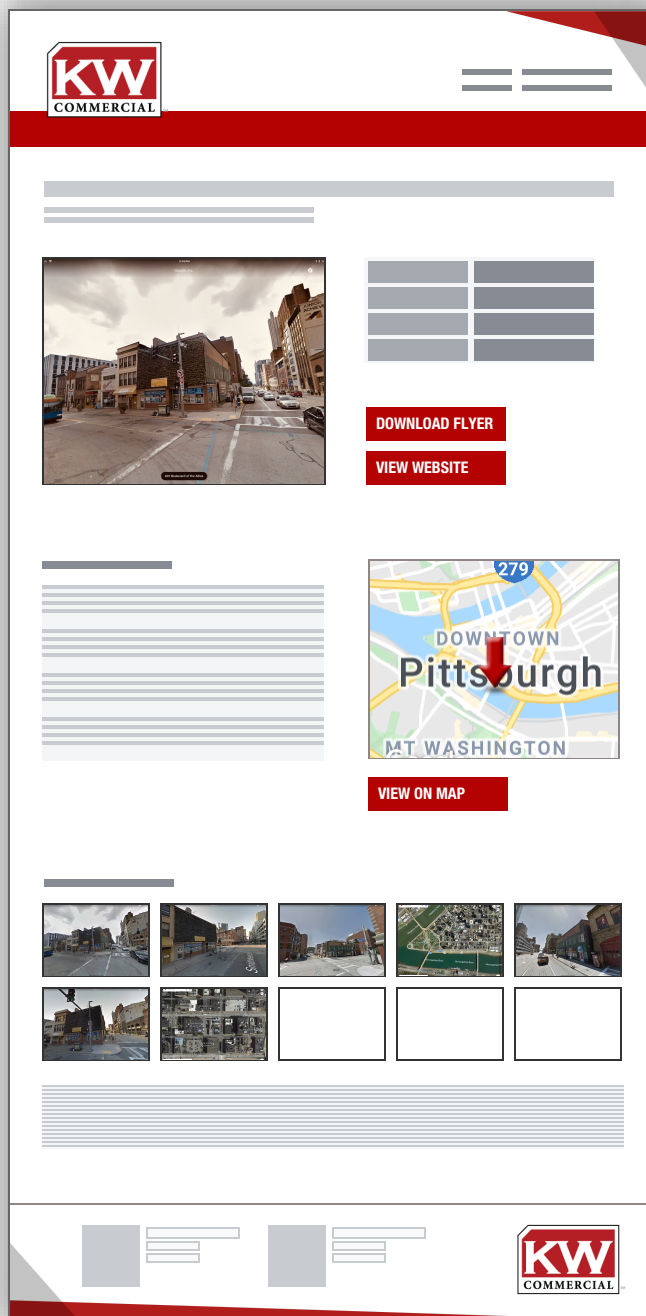 KW
COMMERCIAL
DOWNLOAD FLYER
VIEW WEBSITE
279
DOWNTOWN
Pittsburgh
MT WASHINGTON
VIEW ON MAP
KW
COMMERCIAL